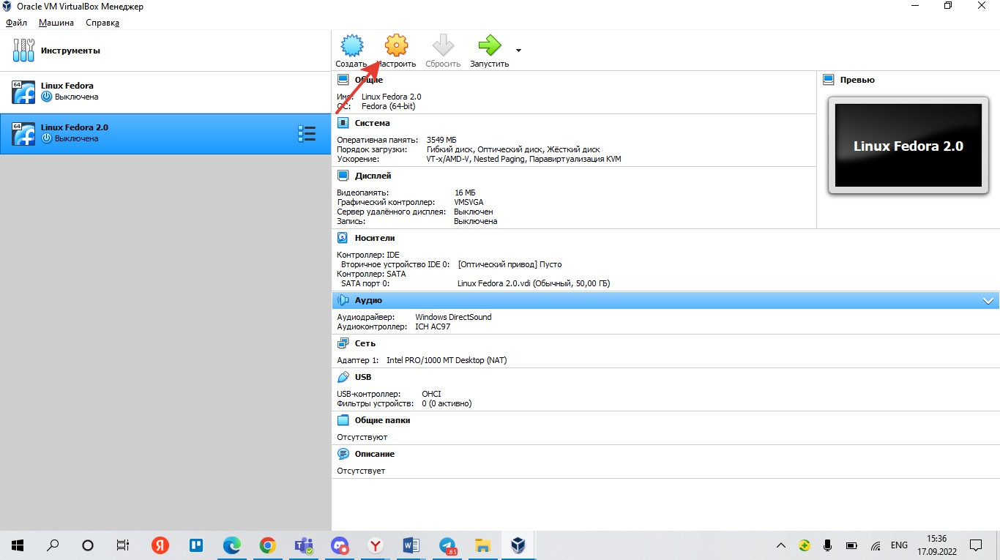 Oracle VM VirtualBox Менеджер
Файл Машина Справка
Инструменты
64
Linux Fedora
Выключена
64
Linux Fedora 2.0
Выключена
Создать Настроить Сбросить Запустить
Общие
Имя: Linux Fedora 2.0
ОС: Fedora (64-bit)
Превью
Linux Fedora 2.0
Система
Оперативная память: 3549 МБ
Порядок загрузки: Гибкий диск, Оптический диск, Жёсткий диск
Ускорение: VT-x/AMD-V, Nested Paging, Паравиртуализация KVM
Дисплей
Видеопамять: 16 МБ
Графический контроллер: VMSVGA
Сервер удалённого дисплея: Выключен
Запись: Выключена
Носители
Контроллер: IDE
Вторичное устройство IDE 0: [Оптический привод] Пусто
Контроллер: SATA
SATA порт 0: Linux Fedora 2.0.vdi (Обычный, 50,00 ГБ)
Аудио
Аудиодрайвер: Windows DirectSound
Аудиоконтроллер: ICH AC97
Сеть
Адаптер 1: Intel PRO/1000 MT Desktop (NAT)
USB
USB-контроллер: OHCI
Фильтры устройств: 0 (0 активно)
Общие папки
Отсутствуют
Описание
Отсутствует
Я
Y
W
85
ENG
15:36
17.09.2022